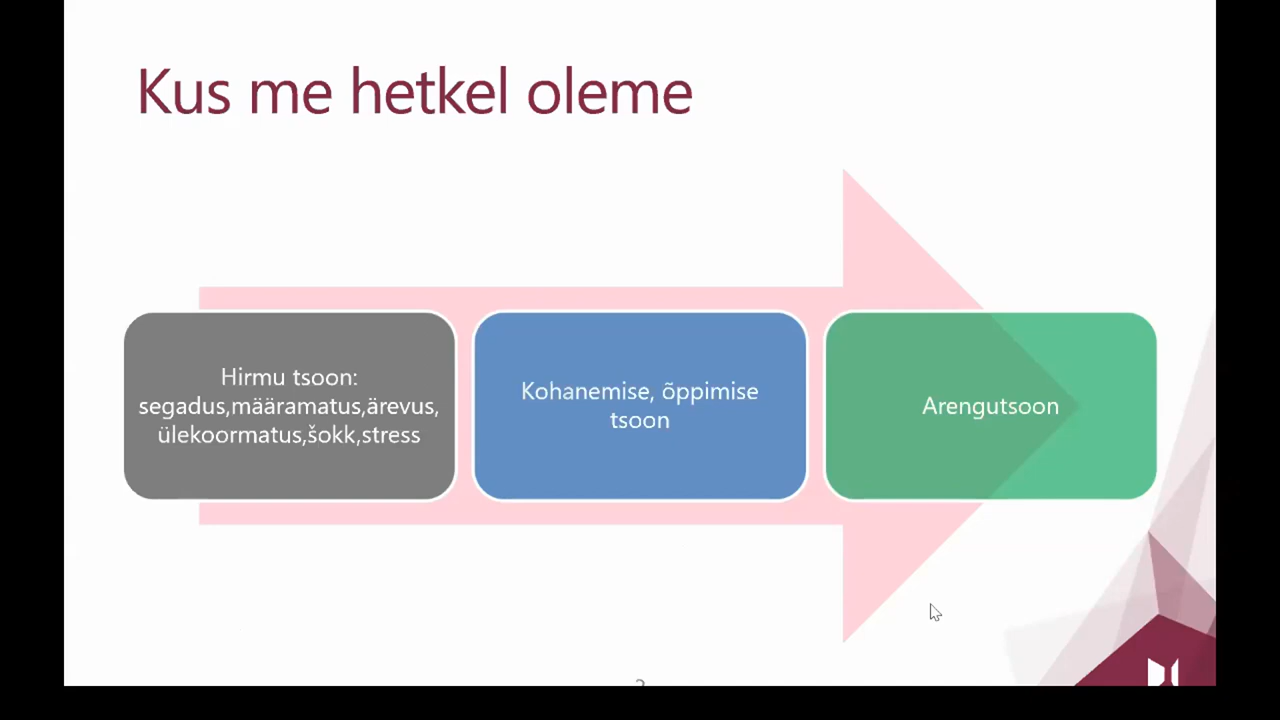 Kus me hetkel oleme
Hirmu tsoon:
segadus,määramatus,ärevus,
ülekoormatus,šokk,stress
Kohanemise, õppimise
tsoon
Arengutsoon